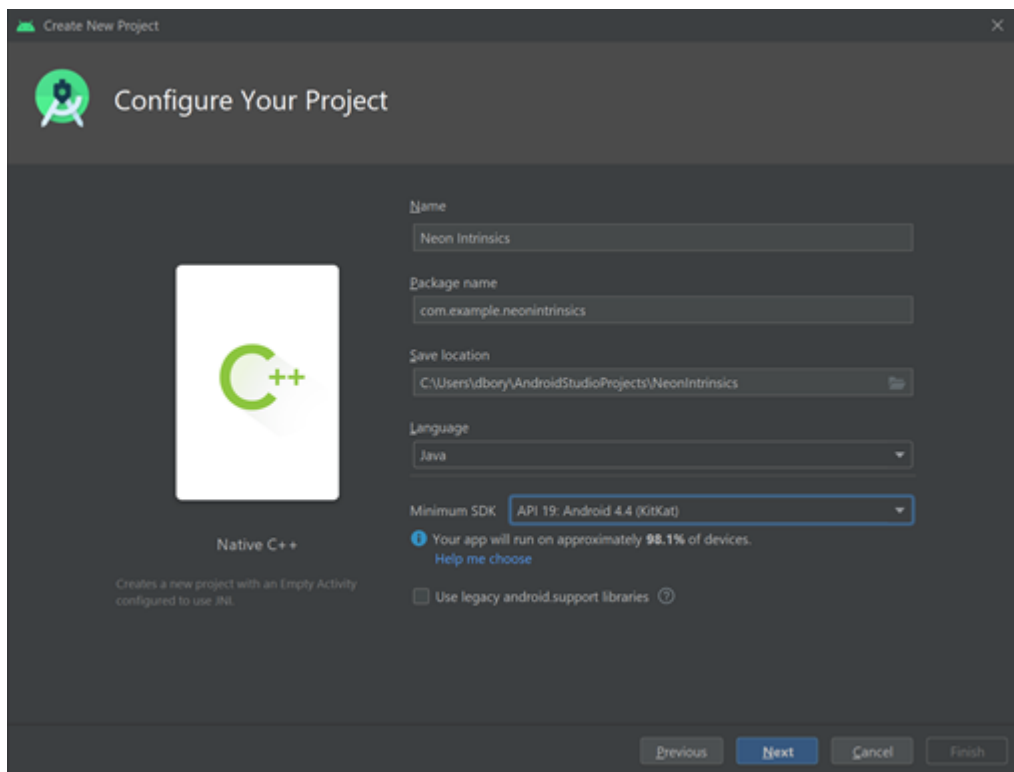 Create New Project
Configure Your Project
Name
Neon Intrinsics
Package name
com.example.neonintrinsics
Save location
C:\Users\dbory\AndroidStudioProjects\NeonIntrinsics
Language
Java
Minimum SDK
API 19: Android 4.4 (KitKat)
Your app will run on approximately 98.1% of devices.
Help me choose
Use legacy android.support libraries
C++
Native C++
Creates a new project with an Empty Activity
configured to use JNI.
Previous
Next
Cancel
Finish